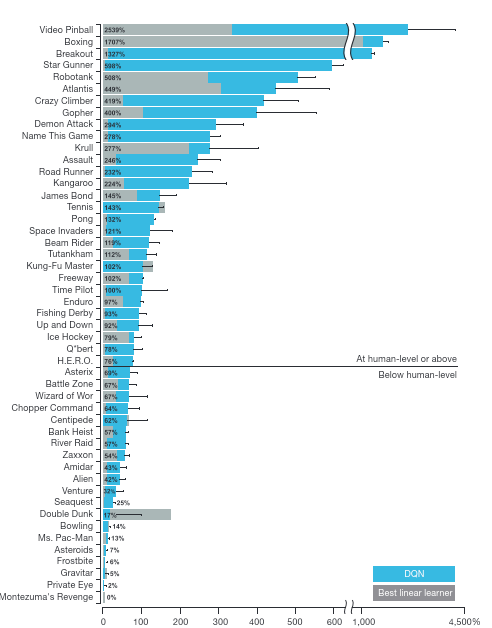 Video Pinball 2539%
Boxing 1707%
Breakout 1327%
Star Gunner 598%
Robotank 508%
Atlantis 449%
Crazy Climber 419%
Gopher 400%
Demon Attack 294%
Name This Game 278%
Krull 277%
Assault 246%
Road Runner 232%
Kangaroo 224%
James Bond 145%
Tennis 143%
Pong 132%
Space Invaders 121%
Beam Rider 119%
Tutankham 112%
Kung-Fu Master 102%
Freeway 102%
Time Pilot 100%
Enduro 97%
Fishing Derby 93%
Up and Down 92%
Ice Hockey 79%
Q*bert 78%
H.E.R.O. 76%
At human-level or above
Asterix 69%
Below human-level
Battle Zone 67%
Wizard of Wor 67%
Chopper Command 64%
Centipede 62%
Bank Heist 57%
River Raid 57%
Zaxxon 54%
Amidar 43%
Alien 42%
Venture 32%
Seaquest 25%
Double Dunk 17%
Bowling 14%
Ms. Pac-Man 13%
Asteroids 7%
Frostbite 6%
Gravitar 5%
Private Eye 2%
Montezuma's Revenge 0%
DQN
Best linear learner
0 100 200 300 400 500 600 1,000 4,500%